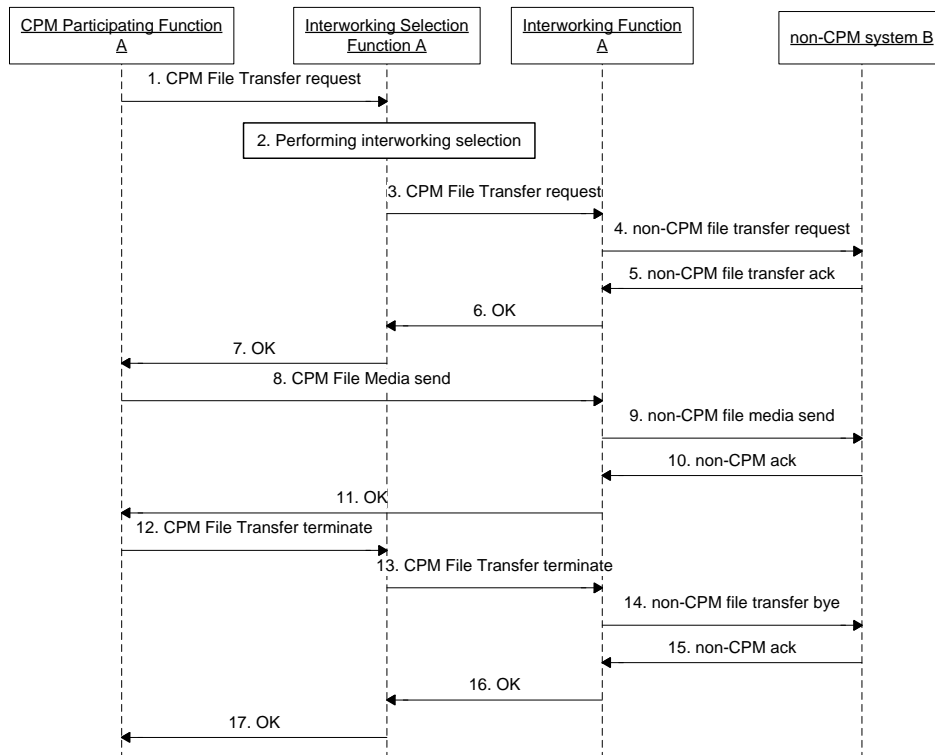 CPM Participating Function
A
Interworking Selection
Function A
Interworking Function
A
non-CPM system B
1. CPM File Transfer request
2. Performing interworking selection
3. CPM File Transfer request
4. non-CPM file transfer request
5. non-CPM file transfer ack
6. OK
7. OK
8. CPM File Media send
9. non-CPM file media send
10. non-CPM ack
11. OK
12. CPM File Transfer terminate
13. CPM File Transfer terminate
14. non-CPM file transfer bye
15. non-CPM ack
16. OK
17. OK